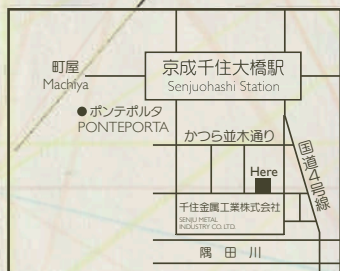 町屋
Machiya
京成千住大橋駅
Senjuohashi Station
●ポンテポルタ
PONTEPORTA
かつら並木通り
国道4号線
Here
千住金属工業株式会社
SENJU METAL
INDUSTRY CO. LTD.
隅田川